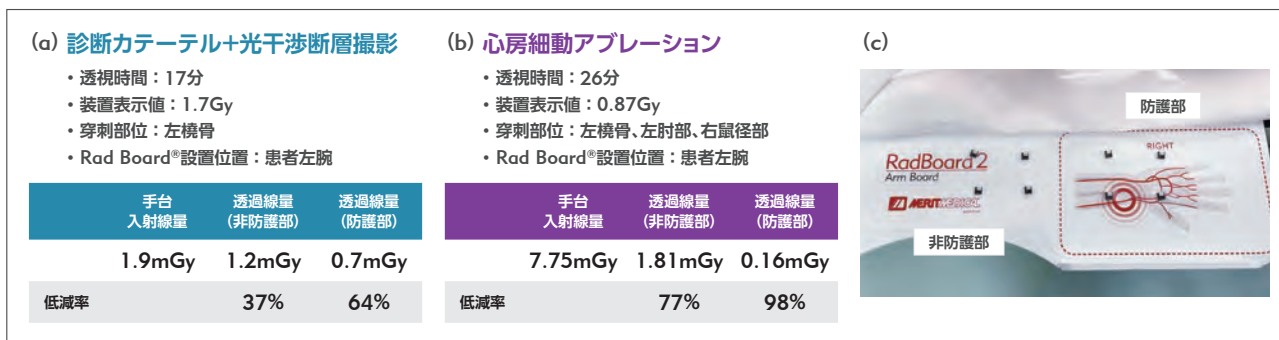 (a) 診断カテーテル+光干渉断層撮影
・透視時間：17分
・装置表示値：1.7Gy
・穿刺部位：左橈骨
・Rad Board®設置位置：患者左腕
手台
入射線量
透過線量
(非防護部)
透過線量
(防護部)
1.9mGy 1.2mGy 0.7mGy
低減率 37% 64%
(b) 心房細動アブレーション
・透視時間：26分
・装置表示値：0.87Gy
・穿刺部位：左橈骨、左肘部、右鼠径部
・Rad Board®設置位置：患者左腕
手台
入射線量
透過線量
(非防護部)
透過線量
(防護部)
7.75mGy 1.81mGy 0.16mGy
低減率 77% 98%
(c)
防護部
RIGHT
RadBoard 2
Arm Board
MERIT MEDICAL
非防護部